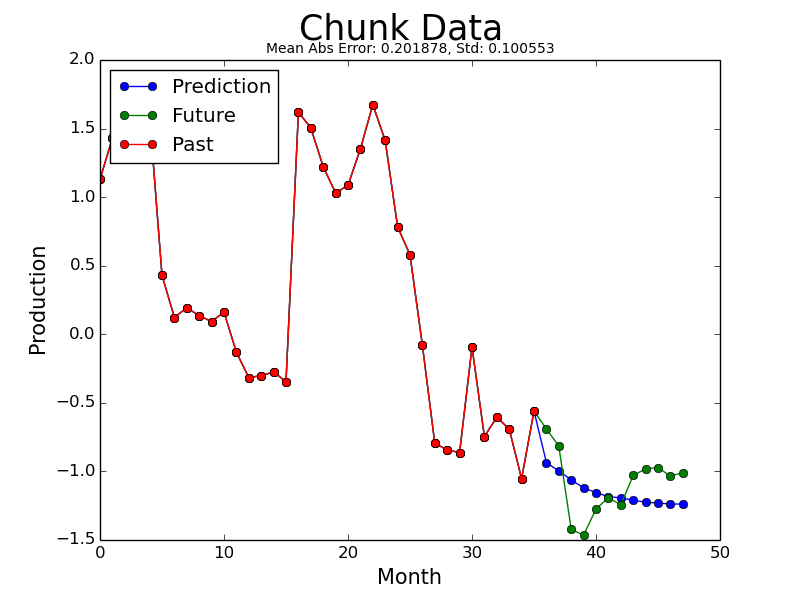 Chunk Data
Mean Abs Error: 0.201878, Std: 0.100553
2.0
1.5
1.0
0.5
0.0
−0.5
−1.0
−1.5
Production
Prediction
Future
Past
0 10 20 30 40 50
Month